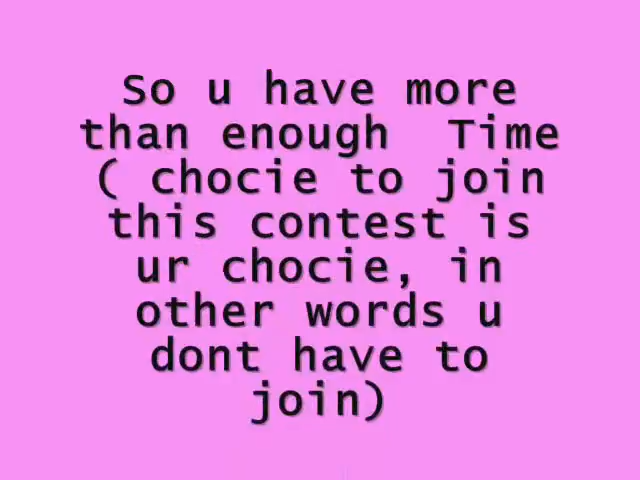 So u have more
than enough  Time
( chocie to join
this contest is
ur chocie, in
other words u
dont have to
join)